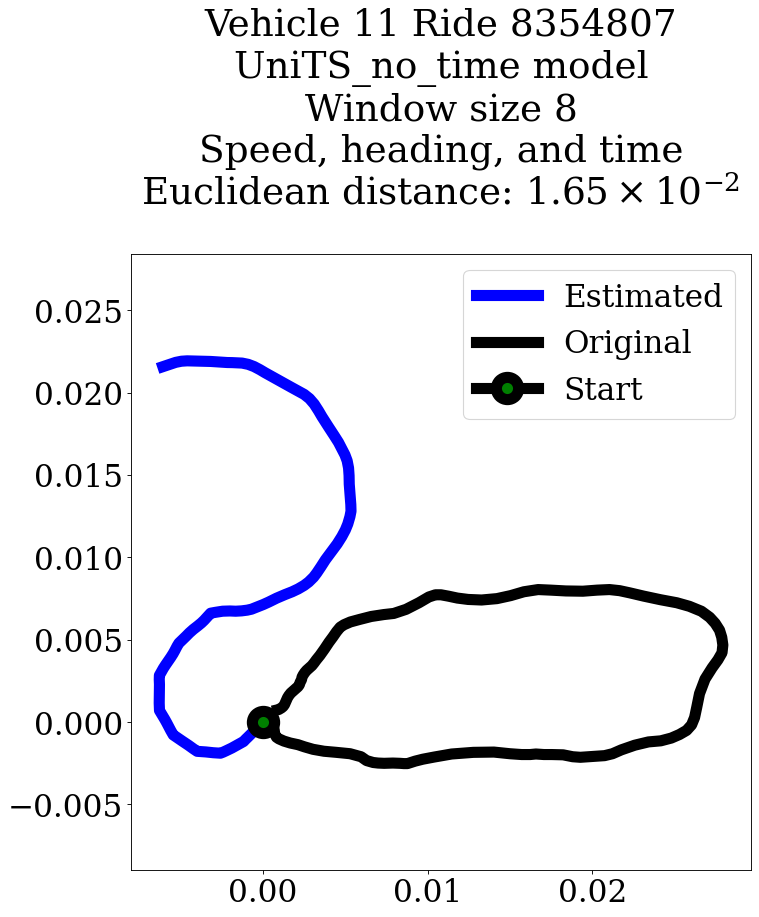 Vehicle 11 Ride 8354807
UniTS_no_time model
Window size 8
Speed, heading, and time
Euclidean distance: 1.65 × 10⁻²
Estimated
Original
Start
0.025
0.020
0.015
0.010
0.005
0.000
−0.005
0.00
0.01
0.02